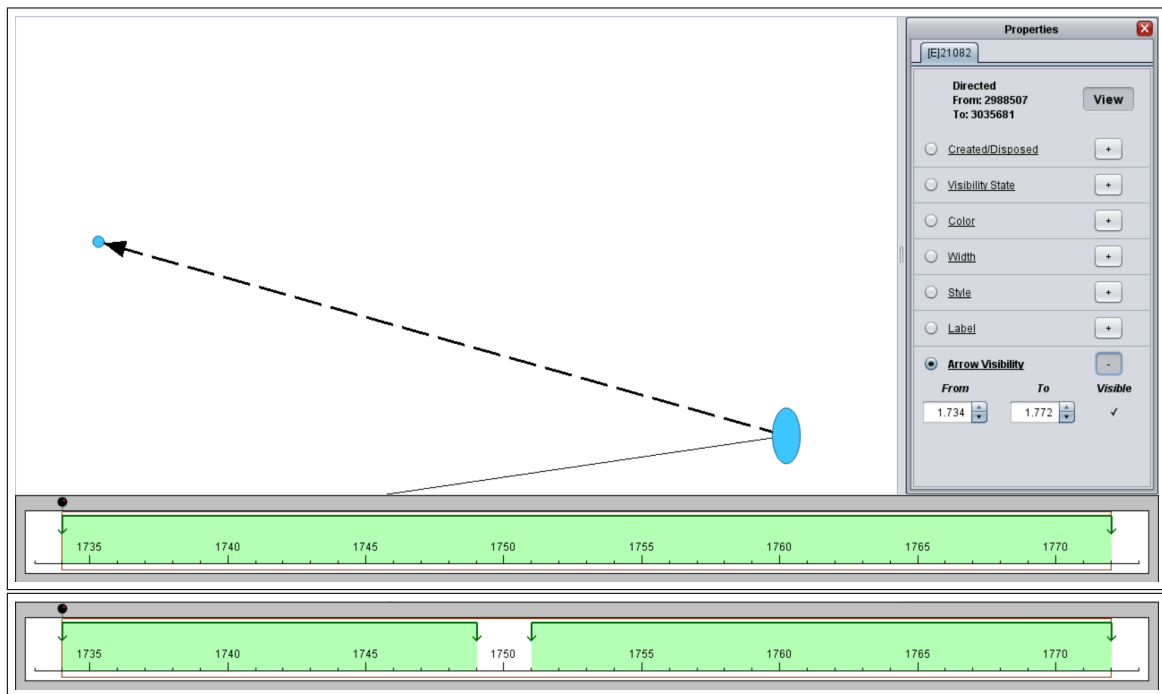 Properties
[E]21082
Directed
From: 2988507
To: 3035681
View
Created/Disposed +
Visibility State +
Color +
Width +
Style +
Label +
Arrow Visibility -
From To Visible
1.734 1.772 ✓
1735 1740 1745 1750 1755 1760 1765 1770
1735 1740 1745 1750 1755 1760 1765 1770